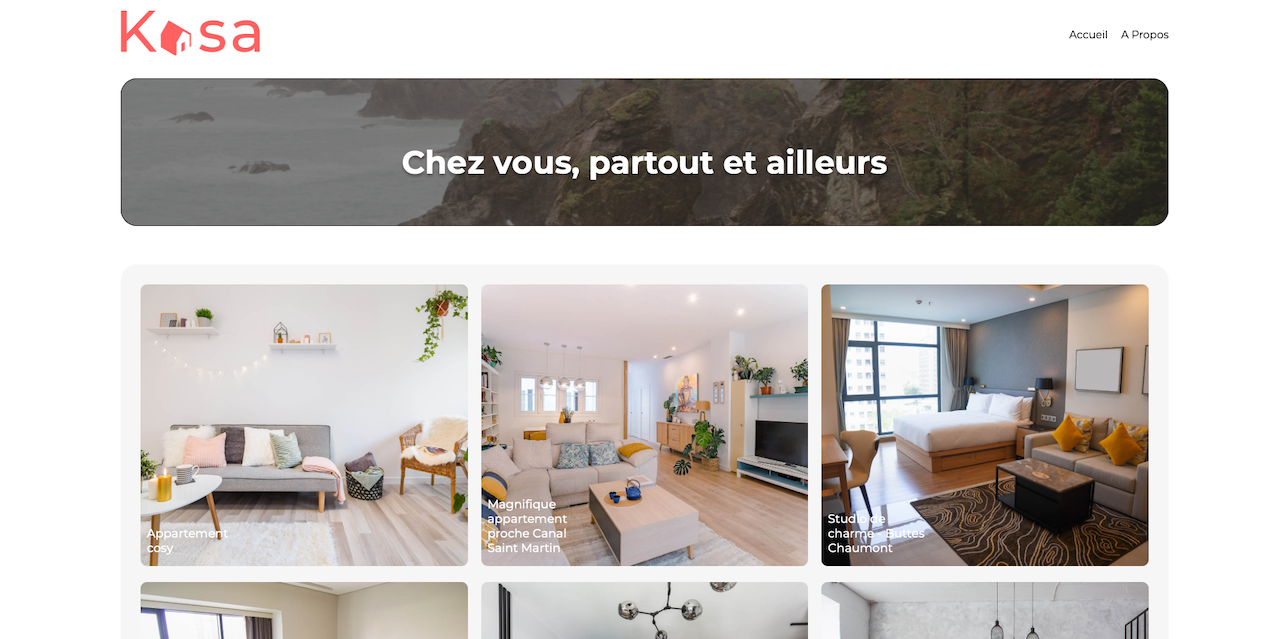 Kasa
Accueil A Propos
Chez vous, partout et ailleurs
Appartement
cosy
Magnifique
appartement
proche Canal
Saint Martin
Studio de
charme - Buttes
Chaumont